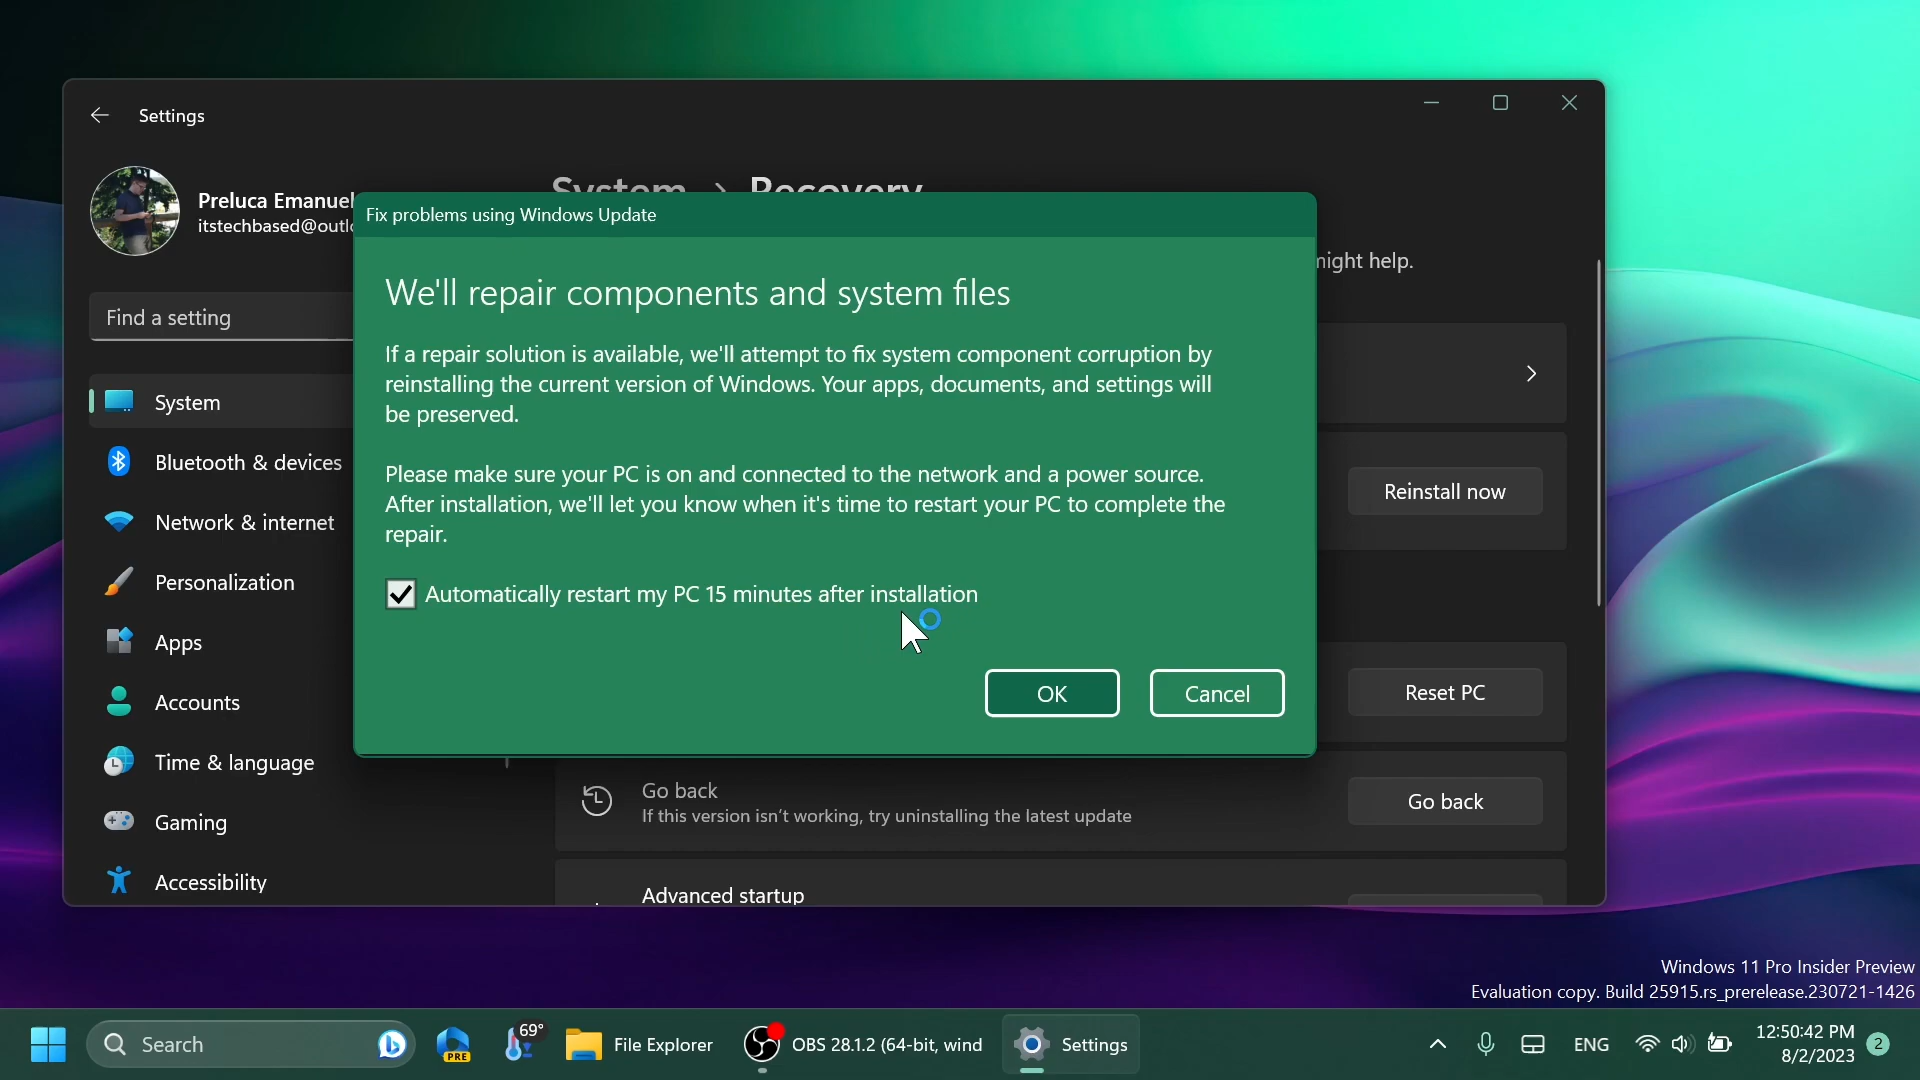 Settings
Preluca Emanuel
itstechbased@outlo
Find a setting
System
Bluetooth & devices
Network & internet
Personalization
Apps
Accounts
Time & language
Gaming
Accessibility
System > Recovery
might help.
Fix problems using Windows Update
We'll repair components and system files
If a repair solution is available, we'll attempt to fix system component corruption by
reinstalling the current version of Windows. Your apps, documents, and settings will
be preserved.
Please make sure your PC is on and connected to the network and a power source.
After installation, we'll let you know when it's time to restart your PC to complete the
repair.
Automatically restart my PC 15 minutes after installation
OK
Cancel
Reinstall now
Reset PC
Go back
If this version isn't working, try uninstalling the latest update
Go back
Advanced startup
Windows 11 Pro Insider Preview
Evaluation copy. Build 25915.rs_prerelease.230721-1426
Search
PRE
69°
File Explorer
OBS 28.1.2 (64-bit, wind
Settings
ENG
12:50:42 PM
8/2/2023
2